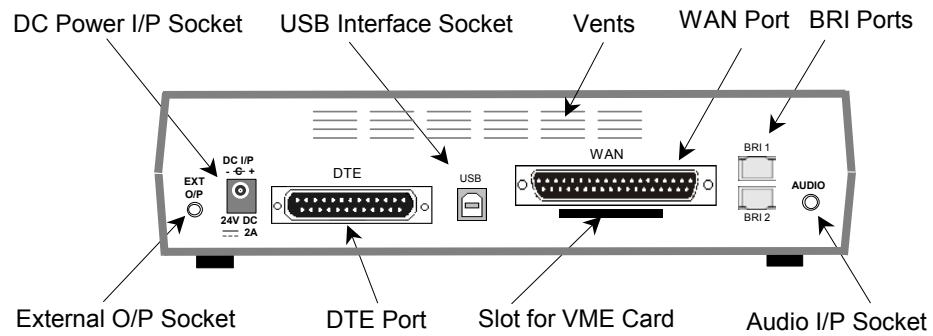 DC Power I/P Socket
USB Interface Socket
Vents
WAN Port
BRI Ports
DC I/P
- +
EXT
O/P
24V DC
2A
DTE
USB
WAN
BRI 1
BRI 2
AUDIO
External O/P Socket
DTE Port
Slot for VME Card
Audio I/P Socket